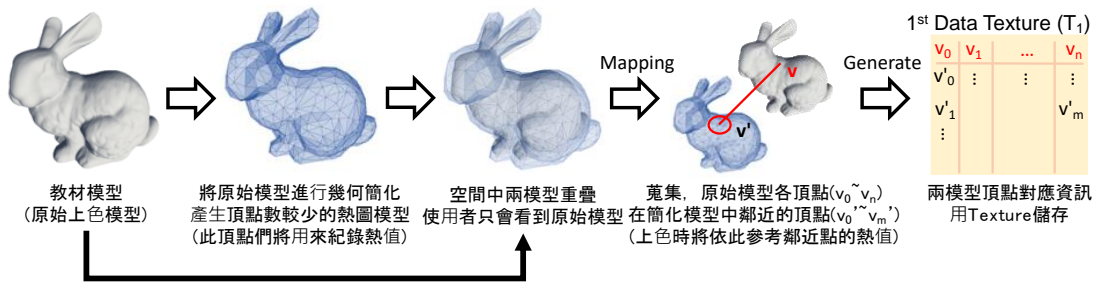 1st Data Texture (T1)
v0 v1 ... vn
v'0 ⋮ ⋮ ⋮
v'1 v'm
⋮
Mapping
Generate
v
v'
教材模型
(原始上色模型)
將原始模型進行幾何簡化
產生頂點數較少的熱圖模型
(此頂點們將用來紀錄熱值)
空間中兩模型重疊
使用者只會看到原始模型
蒐集，原始模型各頂點(v0~vn)
在簡化模型中鄰近的頂點(v0'~vm')
(上色時將依此參考鄰近點的熱值)
兩模型頂點對應資訊
用Texture儲存